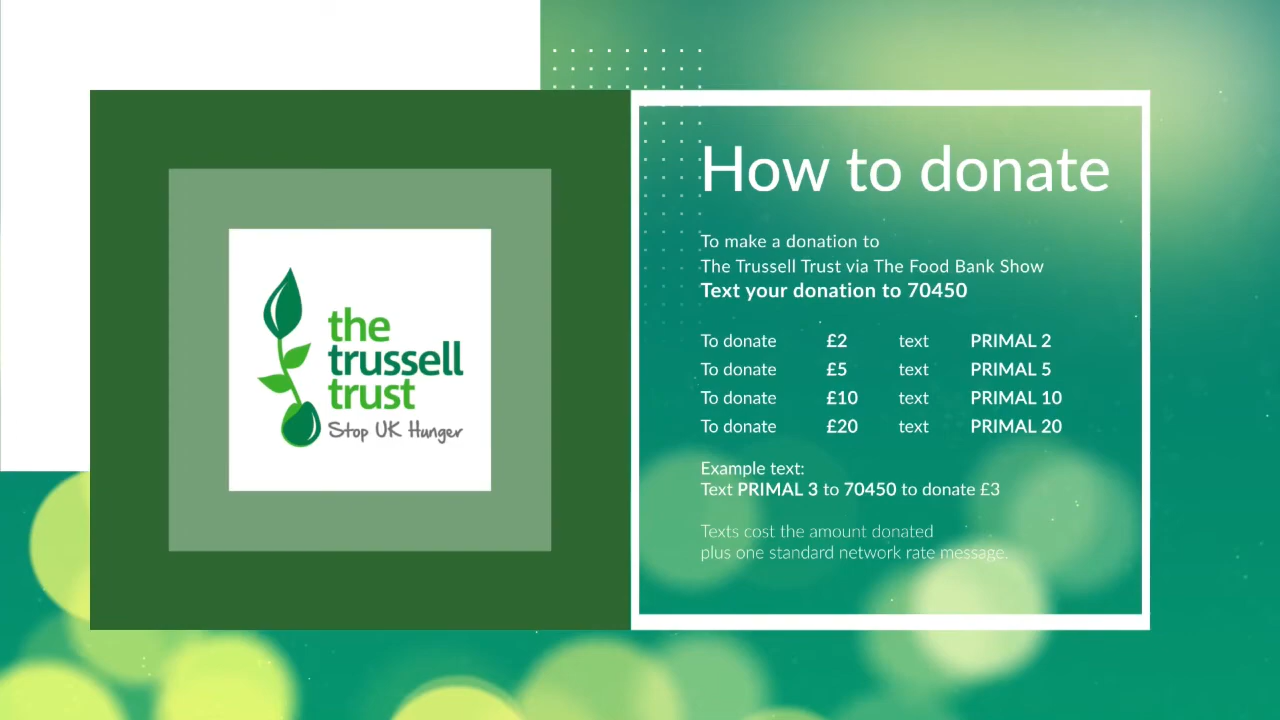 the
trussell
trust
Stop UK Hunger
How to donate
To make a donation to
The Trussell Trust via The Food Bank Show
Text your donation to 70450
To donate £2 text PRIMAL 2
To donate £5 text PRIMAL 5
To donate £10 text PRIMAL 10
To donate £20 text PRIMAL 20
Example text:
Text PRIMAL 3 to 70450 to donate £3
Texts cost the amount donated
plus one standard network rate message.